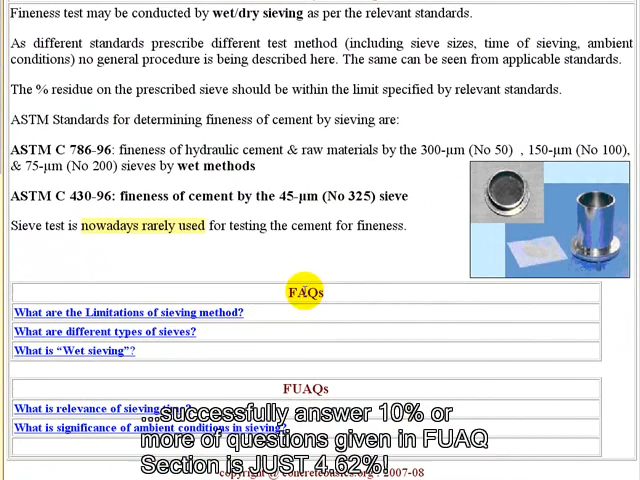 Fineness test may be conducted by wet/dry sieving as per the relevant standards.
As different standards prescribe different test method (including sieve sizes, time of sieving, ambient
conditions) no general procedure is being described here. The same can be seen from applicable standards.
The % residue on the prescribed sieve should be within the limit specified by relevant standards.
ASTM Standards for determining fineness of cement by sieving are:
ASTM C 786-96: fineness of hydraulic cement & raw materials by the 300-µm (No 50) , 150-µm (No 100),
& 75-µm (No 200) sieves by wet methods
ASTM C 430-96: fineness of cement by the 45-µm (No 325) sieve
Sieve test is nowadays rarely used for testing the cement for fineness.
FAQs
What are the Limitations of sieving method?
What are different types of sieves?
What is “Wet sieving”?
FUAQs
What is relevance of sieving time?
What is significance of ambient conditions in sieving?
...successfully answer 10% or
more of questions given in FUAQ
Section is JUST 4.62%!
copyright @ concretebasics.org . 2007-08